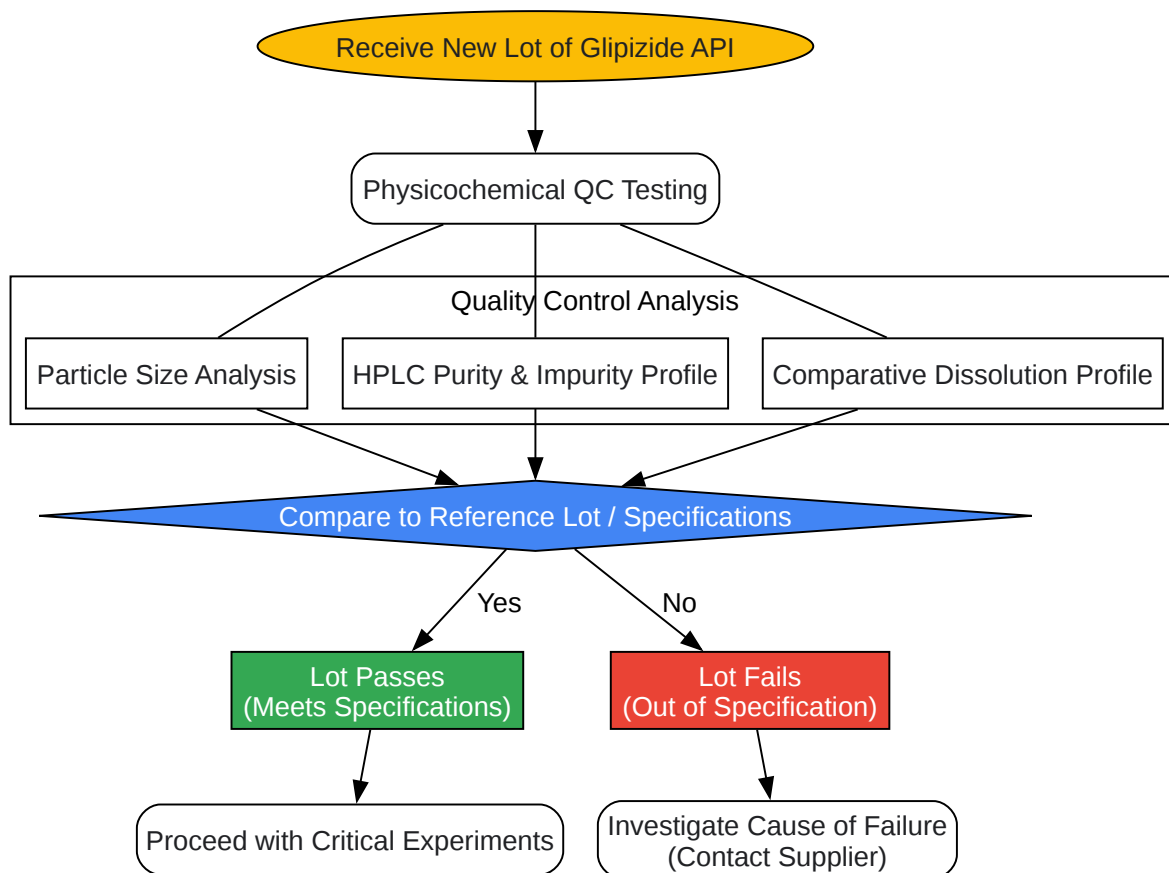 Receive New Lot of Glipizide API
Physicochemical QC Testing
Quality Control Analysis
Particle Size Analysis
HPLC Purity & Impurity Profile
Comparative Dissolution Profile
Compare to Reference Lot / Specifications
Yes
No
Lot Passes
(Meets Specifications)
Lot Fails
(Out of Specification)
Proceed with Critical Experiments
Investigate Cause of Failure
(Contact Supplier)